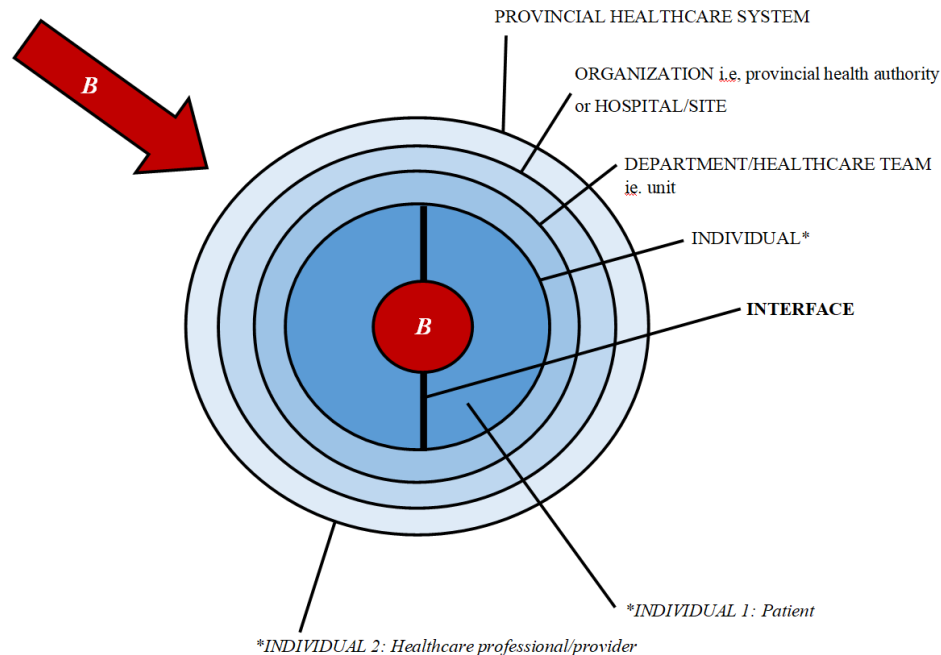 PROVINCIAL HEALTHCARE SYSTEM
ORGANIZATION i.e, provincial health authority
or HOSPITAL/SITE
B
DEPARTMENT/HEALTHCARE TEAM
ie. unit
INDIVIDUAL*
INTERFACE
B
*INDIVIDUAL 1: Patient
*INDIVIDUAL 2: Healthcare professional/provider